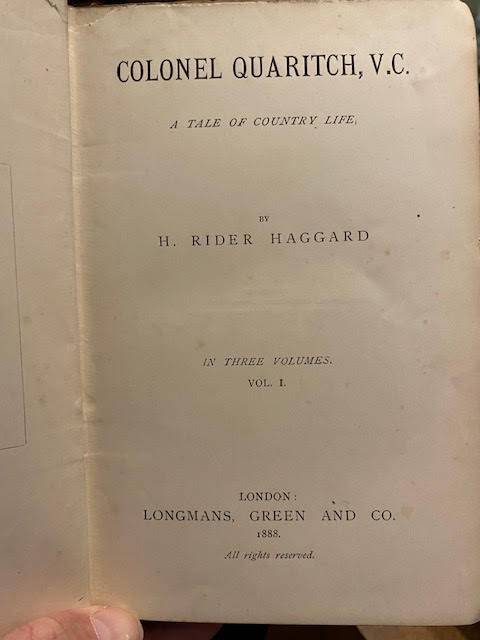 COLONEL QUARITCH, V.C.
A TALE OF COUNTRY LIFE,
BY
H. RIDER HAGGARD
IN THREE VOLUMES.
VOL. I.
LONDON:
LONGMANS, GREEN AND CO.
1888.
All rights reserved.